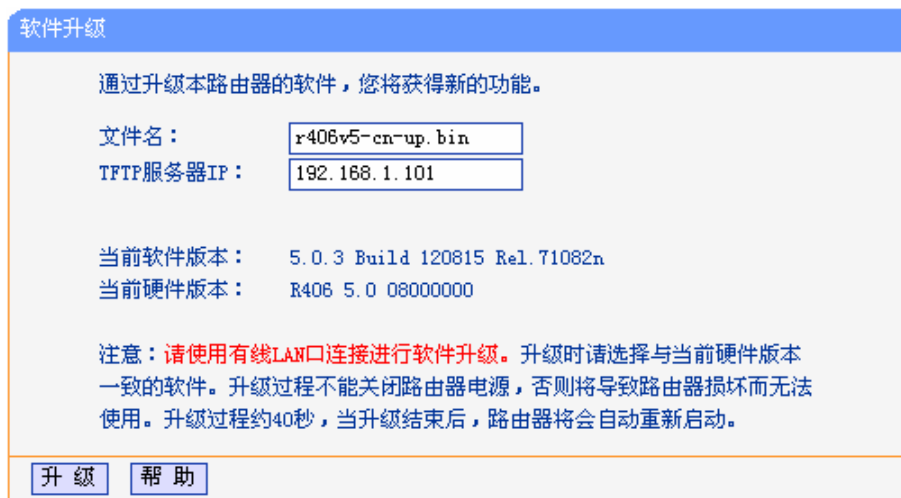 软件升级
通过升级本路由器的软件，您将获得新的功能。
文件名： r406v5-cn-up.bin
TFTP服务器IP： 192.168.1.101
当前软件版本： 5.0.3 Build 120815 Rel.71082n
当前硬件版本： R406 5.0 08000000
注意：请使用有线LAN口连接进行软件升级。升级时请选择与当前硬件版本
一致的软件。升级过程不能关闭路由器电源，否则将导致路由器损坏而无法
使用。升级过程约40秒，当升级结束后，路由器将会自动重新启动。
升 级 帮 助